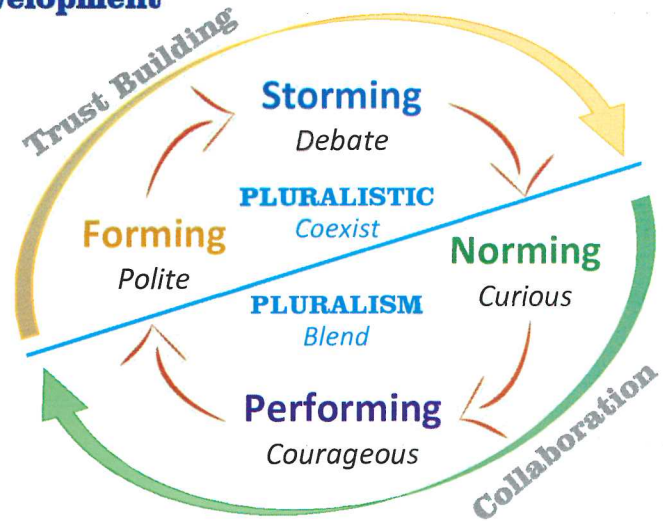 Trust Building
Storming
Debate
PLURALISTIC
Coexist
Forming
Polite
Norming
Curious
PLURALISM
Blend
Performing
Courageous
Collaboration